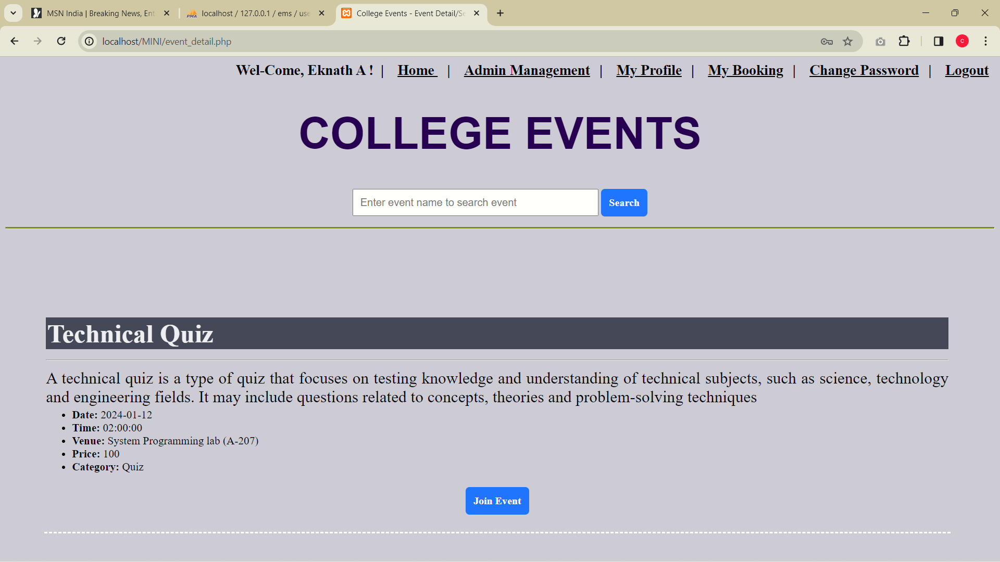 MSN India | Breaking News, Ent
localhost / 127.0.0.1 / ems / use
College Events - Event Detail/Se
localhost/MINI/event_detail.php
C
Wel-Come, Eknath A ! | Home | Admin Management | My Profile | My Booking | Change Password | Logout
COLLEGE EVENTS
Enter event name to search event
Search
Technical Quiz
A technical quiz is a type of quiz that focuses on testing knowledge and understanding of technical subjects, such as science, technology
and engineering fields. It may include questions related to concepts, theories and problem-solving techniques
• Date: 2024-01-12
• Time: 02:00:00
• Venue: System Programming lab (A-207)
• Price: 100
• Category: Quiz
Join Event